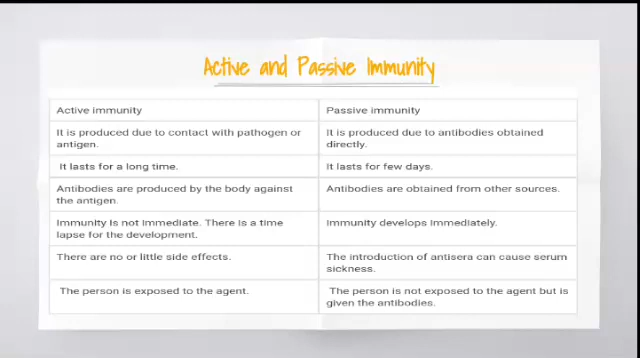 Active and Passive Immunity
Active immunity
Passive immunity
It is produced due to contact with pathogen or
antigen.
It is produced due to antibodies obtained
directly.
It lasts for a long time.
It lasts for few days.
Antibodies are produced by the body against
the antigen.
Antibodies are obtained from other sources.
Immunity is not immediate. There is a time
lapse for the development.
Immunity develops immediately.
There are no or little side effects.
The introduction of antisera can cause serum
sickness.
The person is exposed to the agent.
The person is not exposed to the agent but is
given the antibodies.